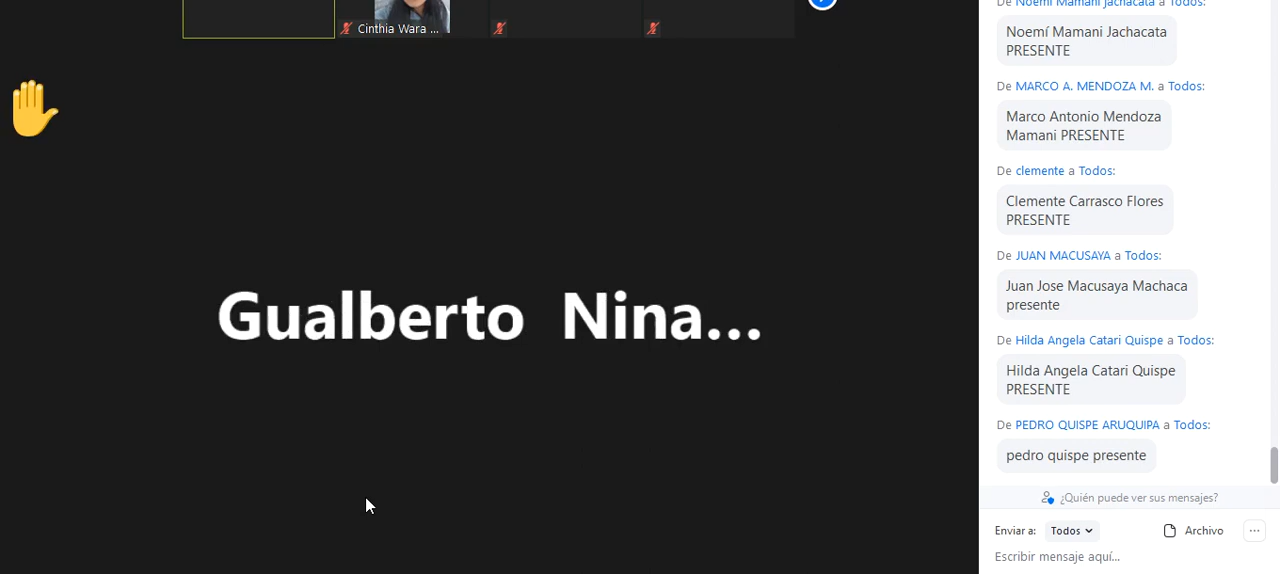 Cinthia Wara ...
Gualberto Nina...
De Noemí Mamani Jachacata a Todos:
Noemí Mamani Jachacata
PRESENTE
De MARCO A. MENDOZA M. a Todos:
Marco Antonio Mendoza
Mamani PRESENTE
De clemente a Todos:
Clemente Carrasco Flores
PRESENTE
De JUAN MACUSAYA a Todos:
Juan Jose Macusaya Machaca
presente
De Hilda Angela Catari Quispe a Todos:
Hilda Angela Catari Quispe
PRESENTE
De PEDRO QUISPE ARUQUIPA a Todos:
pedro quispe presente
¿Quién puede ver sus mensajes?
Enviar a: Todos Archivo ...
Escribir mensaje aquí...